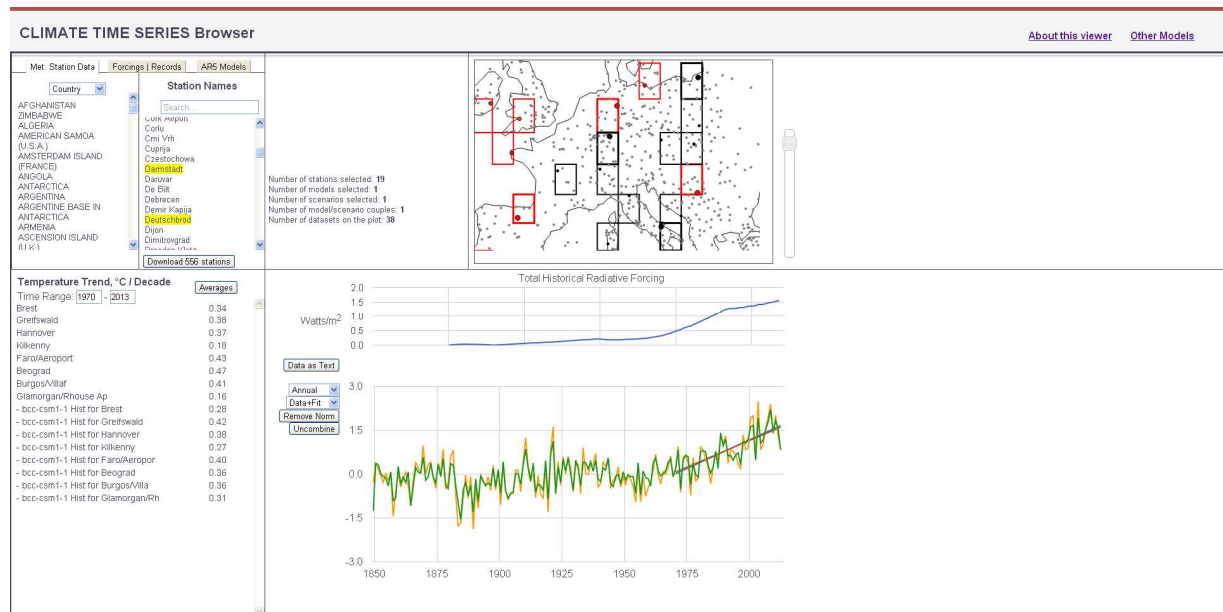 CLIMATE TIME SERIES Browser
About this viewer Other Models
Met. Station Data Forcings | Records AR5 Models
Country
AFGHANISTAN
ZIMBABWE
ALGERIA
AMERICAN SAMOA
(U.S.A.)
AMSTERDAM ISLAND
(FRANCE)
ANGOLA
ANTARCTICA
ARGENTINA
ARGENTINE BASE IN
ANTARCTICA
ARMENIA
ASCENSION ISLAND
(U.K.)
Station Names
Search...
Cork Airport
Corlu
Crni Vrh
Cuprija
Czestochowa
Darmstadt
Daruvar
De Bilt
Debrecen
Demir Kapija
Deutschbrod
Dijon
Dimitrovgrad
Download 556 stations
Number of stations selected: 19
Number of models selected: 1
Number of scenarios selected: 1
Number of model/scenario couples: 1
Number of datasets on the plot: 38
Temperature Trend, °C / Decade
Averages
Time Range: 1970 - 2013
Brest 0.34
Greifswald 0.38
Hannover 0.37
Kilkenny 0.18
Faro/Aeroport 0.43
Beograd 0.47
Burgos/Villaf 0.41
Glamorgan/Rhouse Ap 0.16
- bcc-csm1-1 Hist for Brest 0.28
- bcc-csm1-1 Hist for Greifswald 0.42
- bcc-csm1-1 Hist for Hannover 0.38
- bcc-csm1-1 Hist for Kilkenny 0.27
- bcc-csm1-1 Hist for Faro/Aeropor 0.40
- bcc-csm1-1 Hist for Beograd 0.36
- bcc-csm1-1 Hist for Burgos/Villa 0.36
- bcc-csm1-1 Hist for Glamorgan/Rh 0.31
Total Historical Radiative Forcing
Watts/m2
2.0
1.5
1.0
0.5
0.0
Data as Text
Annual
Data+Fit
Remove Norm
Uncombine
3.0
1.5
0.0
-1.5
-3.0
1850 1875 1900 1925 1950 1975 2000